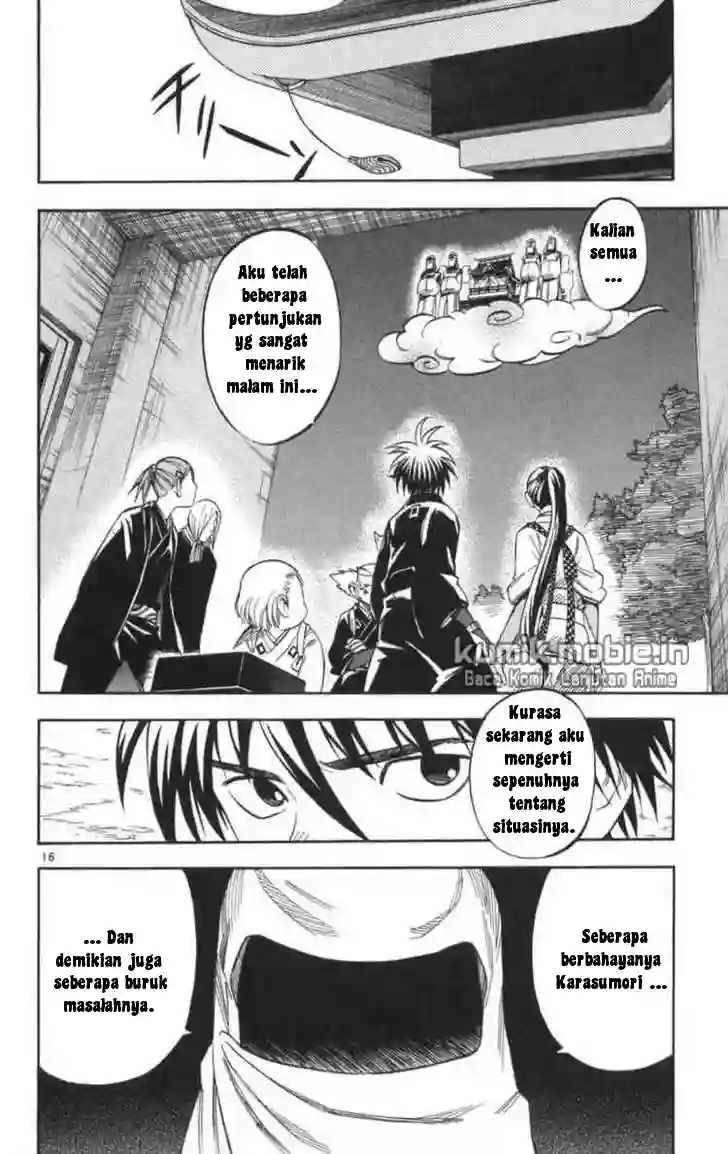 チリーン
Kalian
semua
...
Aku telah
beberapa
pertunjukan
yg sangat
menarik
malam ini...
kumik.mobie.in
Baca Komik Lanjutan Anime
Kurasa
sekarang aku
mengerti
sepenuhnya
tentang
situasinya.
16
Seberapa
berbahayanya
Karasumori ...
... Dan
demikian juga
seberapa buruk
masalahnya.